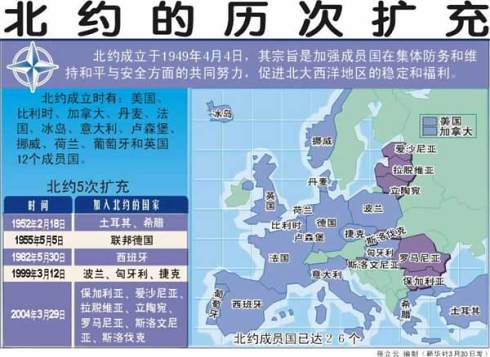 北约的历次扩充
北约成立于1949年4月4日，其宗旨是加强成员国在集体防务和维
持和平与安全方面的共同努力，促进北大西洋地区的稳定和福利。
北约成立时有：美国、
比利时、加拿大、丹麦、法
国、冰岛、意大利、卢森堡、
挪威、荷兰、葡萄牙和英国
12个成员国。
北约5次扩充
时间 加入北约的国家
1952年2月18日 土耳其、希腊
1955年5月5日 联邦德国
1982年5月30日 西班牙
1999年3月12日 波兰、匈牙利、捷克
2004年3月29日
保加利亚、爱沙尼亚、
拉脱维亚、立陶宛、
罗马尼亚、斯洛文尼
亚、斯洛伐克
美国
加拿大
冰岛
挪威
爱沙尼亚
拉脱维亚
立陶宛
丹麦
英国
荷兰
波兰
比利时
德国
卢森堡
捷克
斯洛伐克
法国
匈牙利
斯洛文尼亚
罗马尼亚
意大利
保加利亚
葡萄牙
西班牙
希腊
土耳其
北约成员国已达26个
张立云 编制（新华社3月30日发）